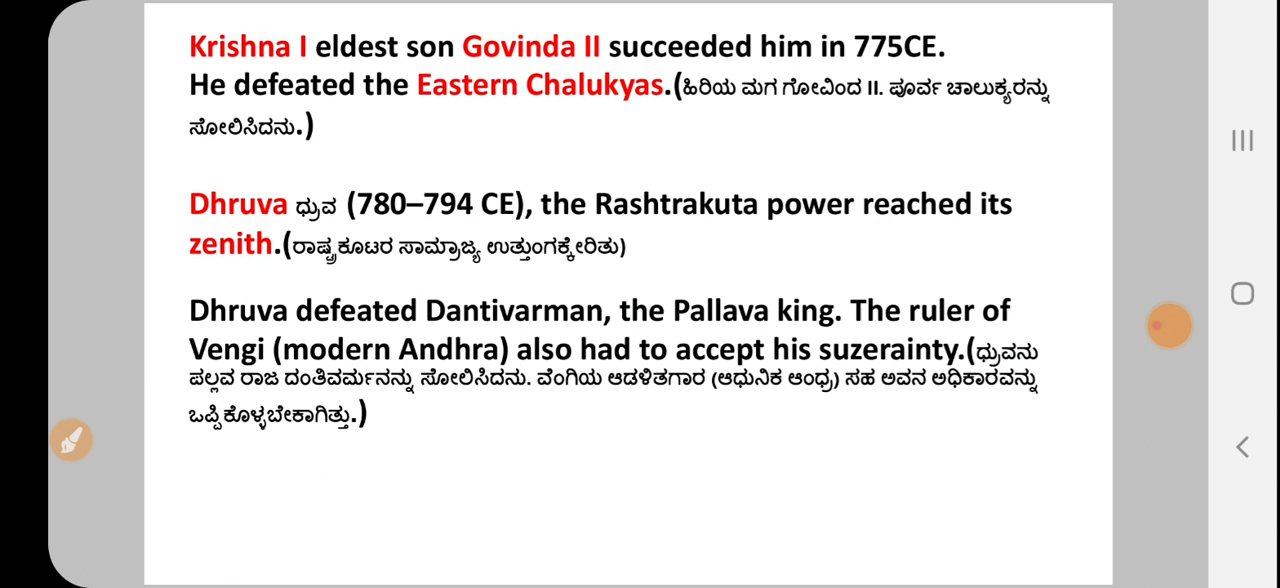 Krishna I eldest son Govinda II succeeded him in 775CE.
He defeated the Eastern Chalukyas.(ಹಿರಿಯ ಮಗ ಗೋವಿಂದ II. ಪೂರ್ವ ಚಾಲುಕ್ಯರನ್ನು
ಸೋಲಿಸಿದನು.)
Dhruva ಧ್ರುವ (780–794 CE), the Rashtrakuta power reached its
zenith.(ರಾಷ್ಟ್ರಕೂಟರ ಸಾಮ್ರಾಜ್ಯ ಉತ್ತುಂಗಕ್ಕೇರಿತು)
Dhruva defeated Dantivarman, the Pallava king. The ruler of
Vengi (modern Andhra) also had to accept his suzerainty.(ಧ್ರುವನು
ಪಲ್ಲವ ರಾಜ ದಂತಿವರ್ಮನನ್ನು ಸೋಲಿಸಿದನು. ವೆಂಗಿಯ ಆಡಳಿತಗಾರ (ಆಧುನಿಕ ಆಂಧ್ರ) ಸಹ ಅವನ ಅಧಿಕಾರವನ್ನು
ಒಪ್ಪಿಕೊಳ್ಳಬೇಕಾಗಿತ್ತು.)